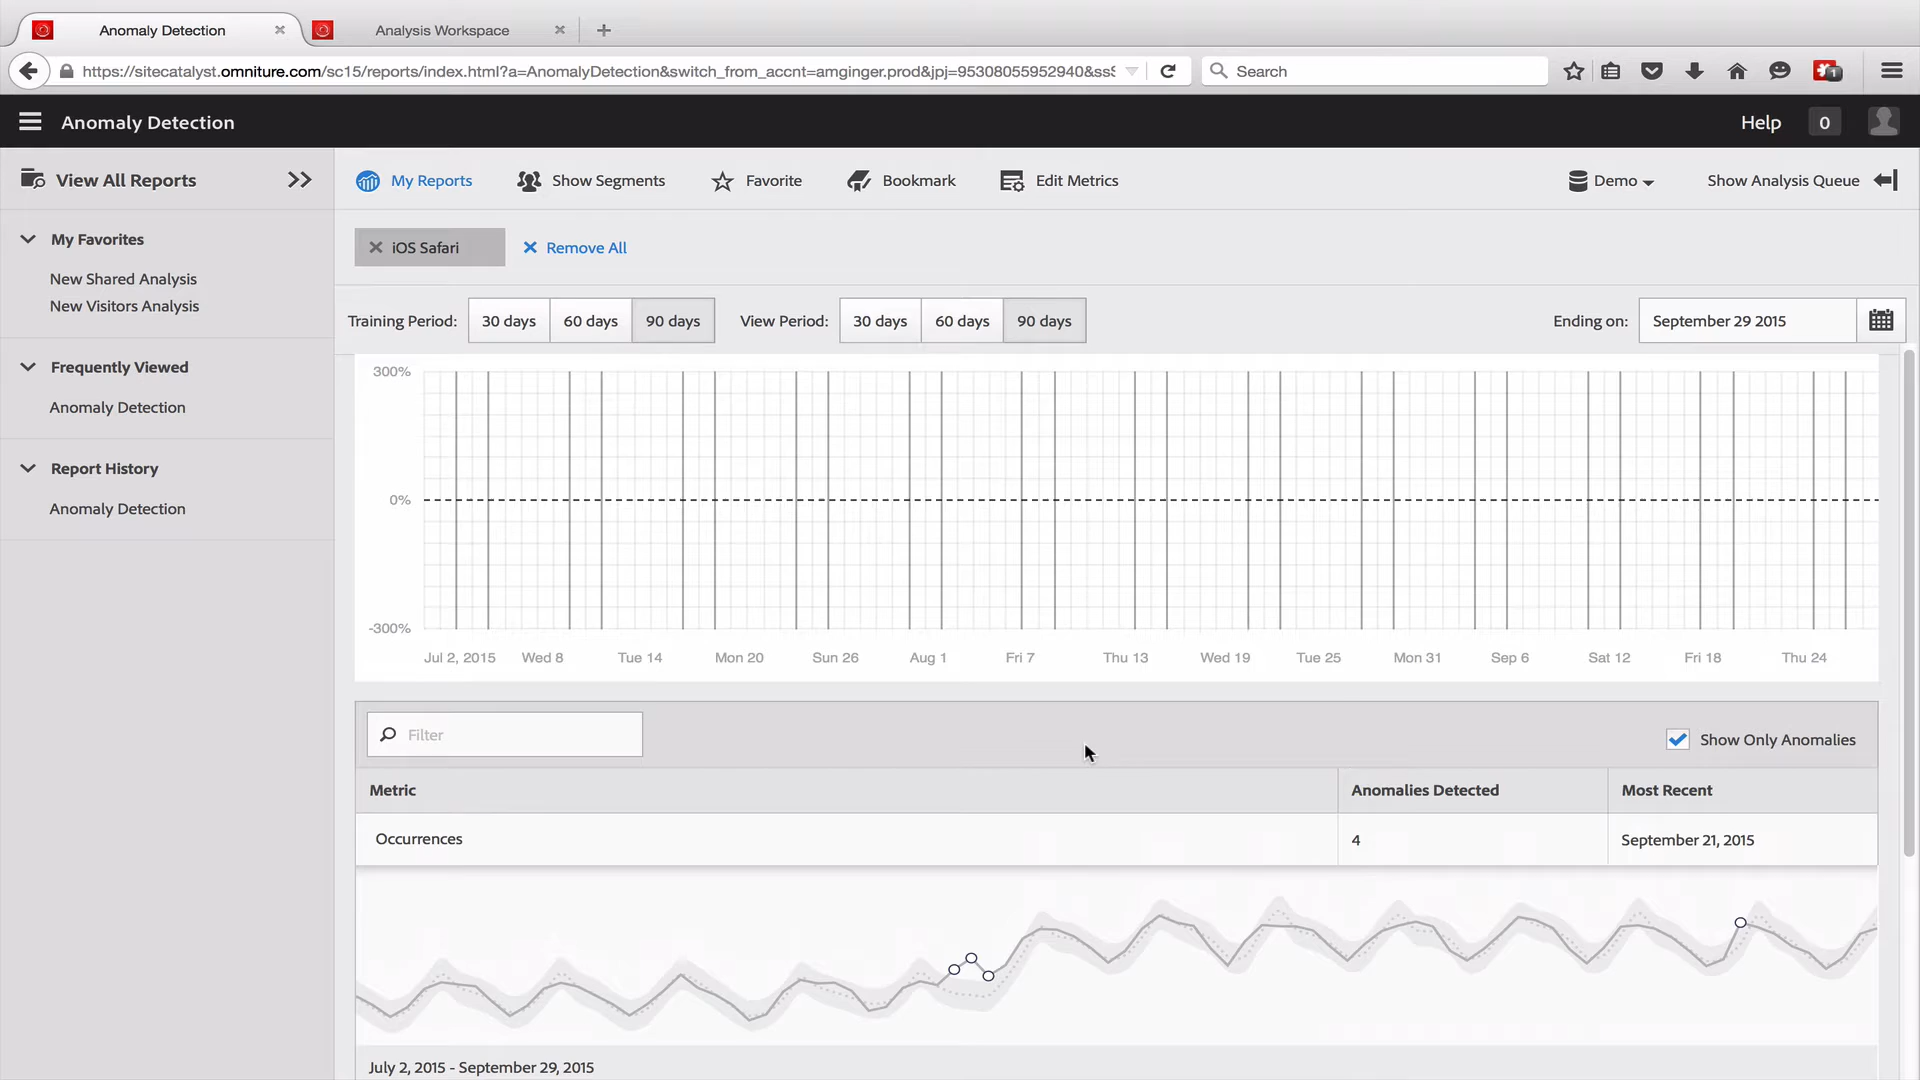 Anomaly Detection
Analysis Workspace
https://sitecatalyst.omniture.com/sc15/reports/index.html?a=AnomalyDetection&switch_from_accnt=amginger.prod&jpj=95308055952940&ss
Search
1
Anomaly Detection
Help
0
View All Reports
My Reports
Show Segments
Favorite
Bookmark
Edit Metrics
Demo
Show Analysis Queue
My Favorites
New Shared Analysis
New Visitors Analysis
Frequently Viewed
Anomaly Detection
Report History
Anomaly Detection
iOS Safari
Remove All
Training Period:
30 days
60 days
90 days
View Period:
30 days
60 days
90 days
Ending on:
September 29 2015
300%
0%
-300%
Jul 2, 2015
Wed 8
Tue 14
Mon 20
Sun 26
Aug 1
Fri 7
Thu 13
Wed 19
Tue 25
Mon 31
Sep 6
Sat 12
Fri 18
Thu 24
Filter
Show Only Anomalies
Metric
Anomalies Detected
Most Recent
Occurrences
4
September 21, 2015
July 2, 2015 - September 29, 2015